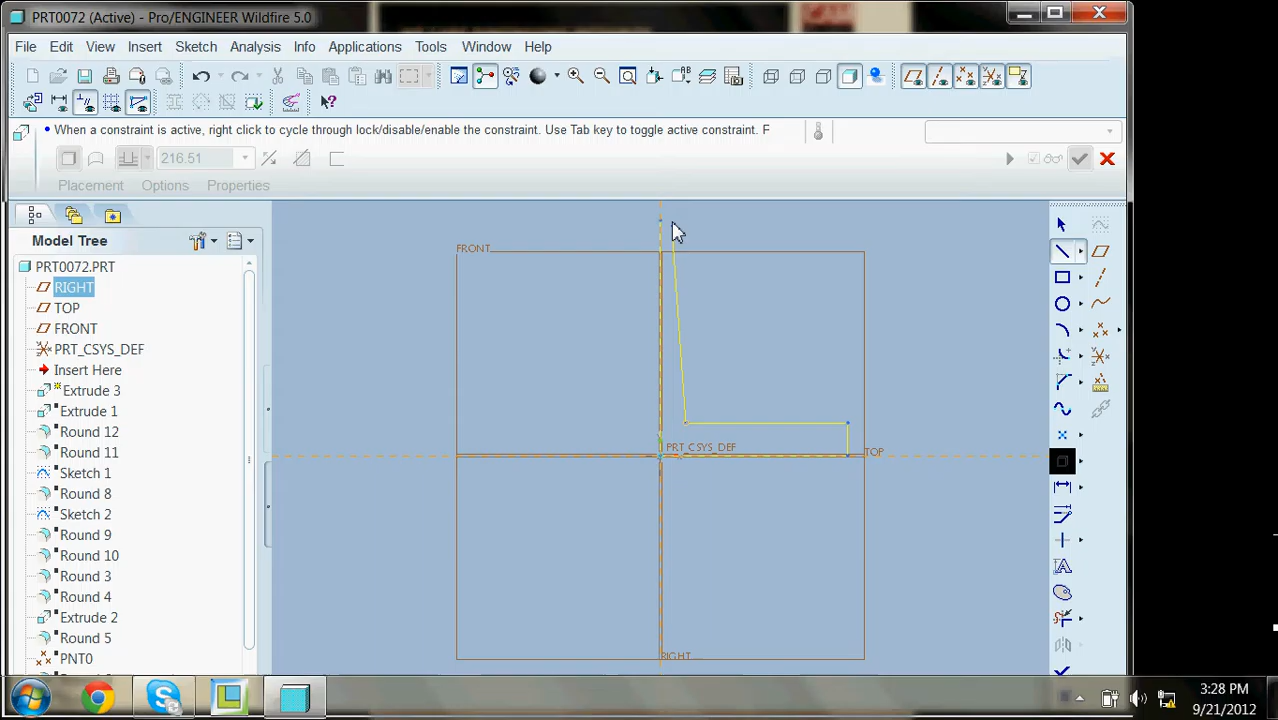 PRT0072 (Active) - Pro/ENGINEER Wildfire 5.0
File Edit View Insert Sketch Analysis Info Applications Tools Window Help
When a constraint is active, right click to cycle through lock/disable/enable the constraint. Use Tab key to toggle active constraint. F
216.51
Placement Options Properties
Model Tree
PRT0072.PRT
RIGHT
TOP
FRONT
PRT_CSYS_DEF
Insert Here
Extrude 3
Extrude 1
Round 12
Round 11
Sketch 1
Round 8
Sketch 2
Round 9
Round 10
Round 3
Round 4
Extrude 2
Round 5
PNT0
FRONT
PRT_CSYS_DEF
TOP
RIGHT
3:28 PM
9/21/2012